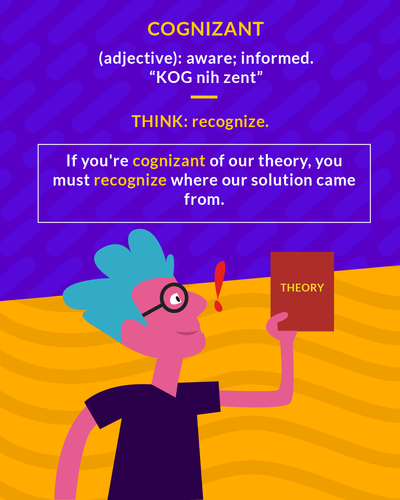 COGNIZANT
(adjective): aware; informed.
“KOG nih zent”
THINK: recognize.
If you're cognizant of our theory, you
must recognize where our solution came
from.
THEORY